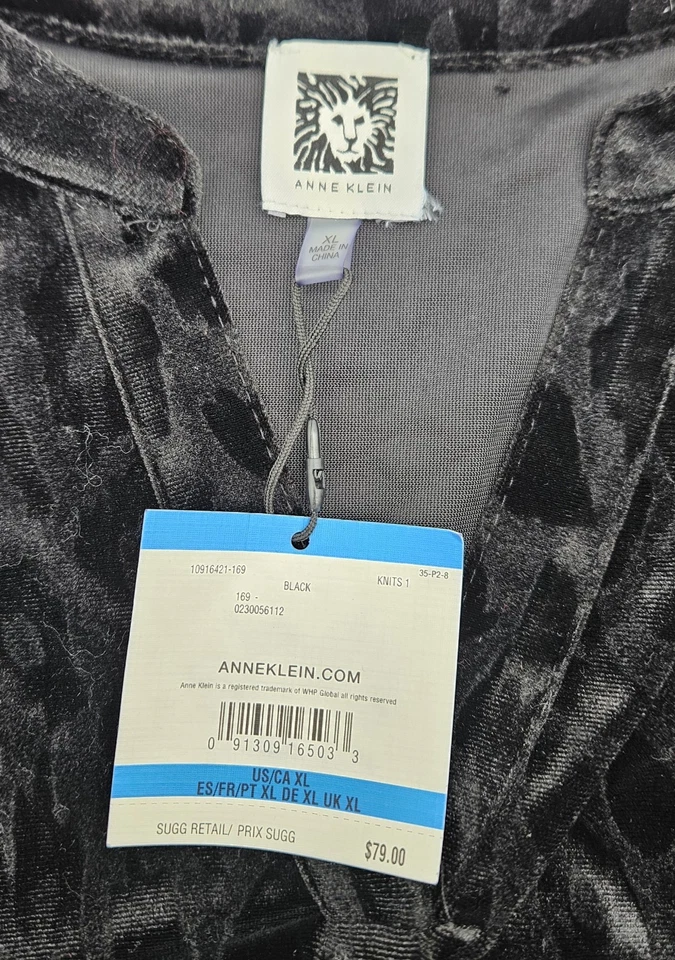 ANNE KLEIN
XL
MADE IN
CHINA
10916421-169
BLACK
KNITS 1
35-P2-8
169 -
0230056112
ANNEKLEIN.COM
Anne Klein is a registered trademark of WHP Global all rights reserved
0 91309 16503 3
US/CA XL
ES/FR/PT XL DE XL UK XL
SUGG RETAIL/ PRIX SUGG
$79.00